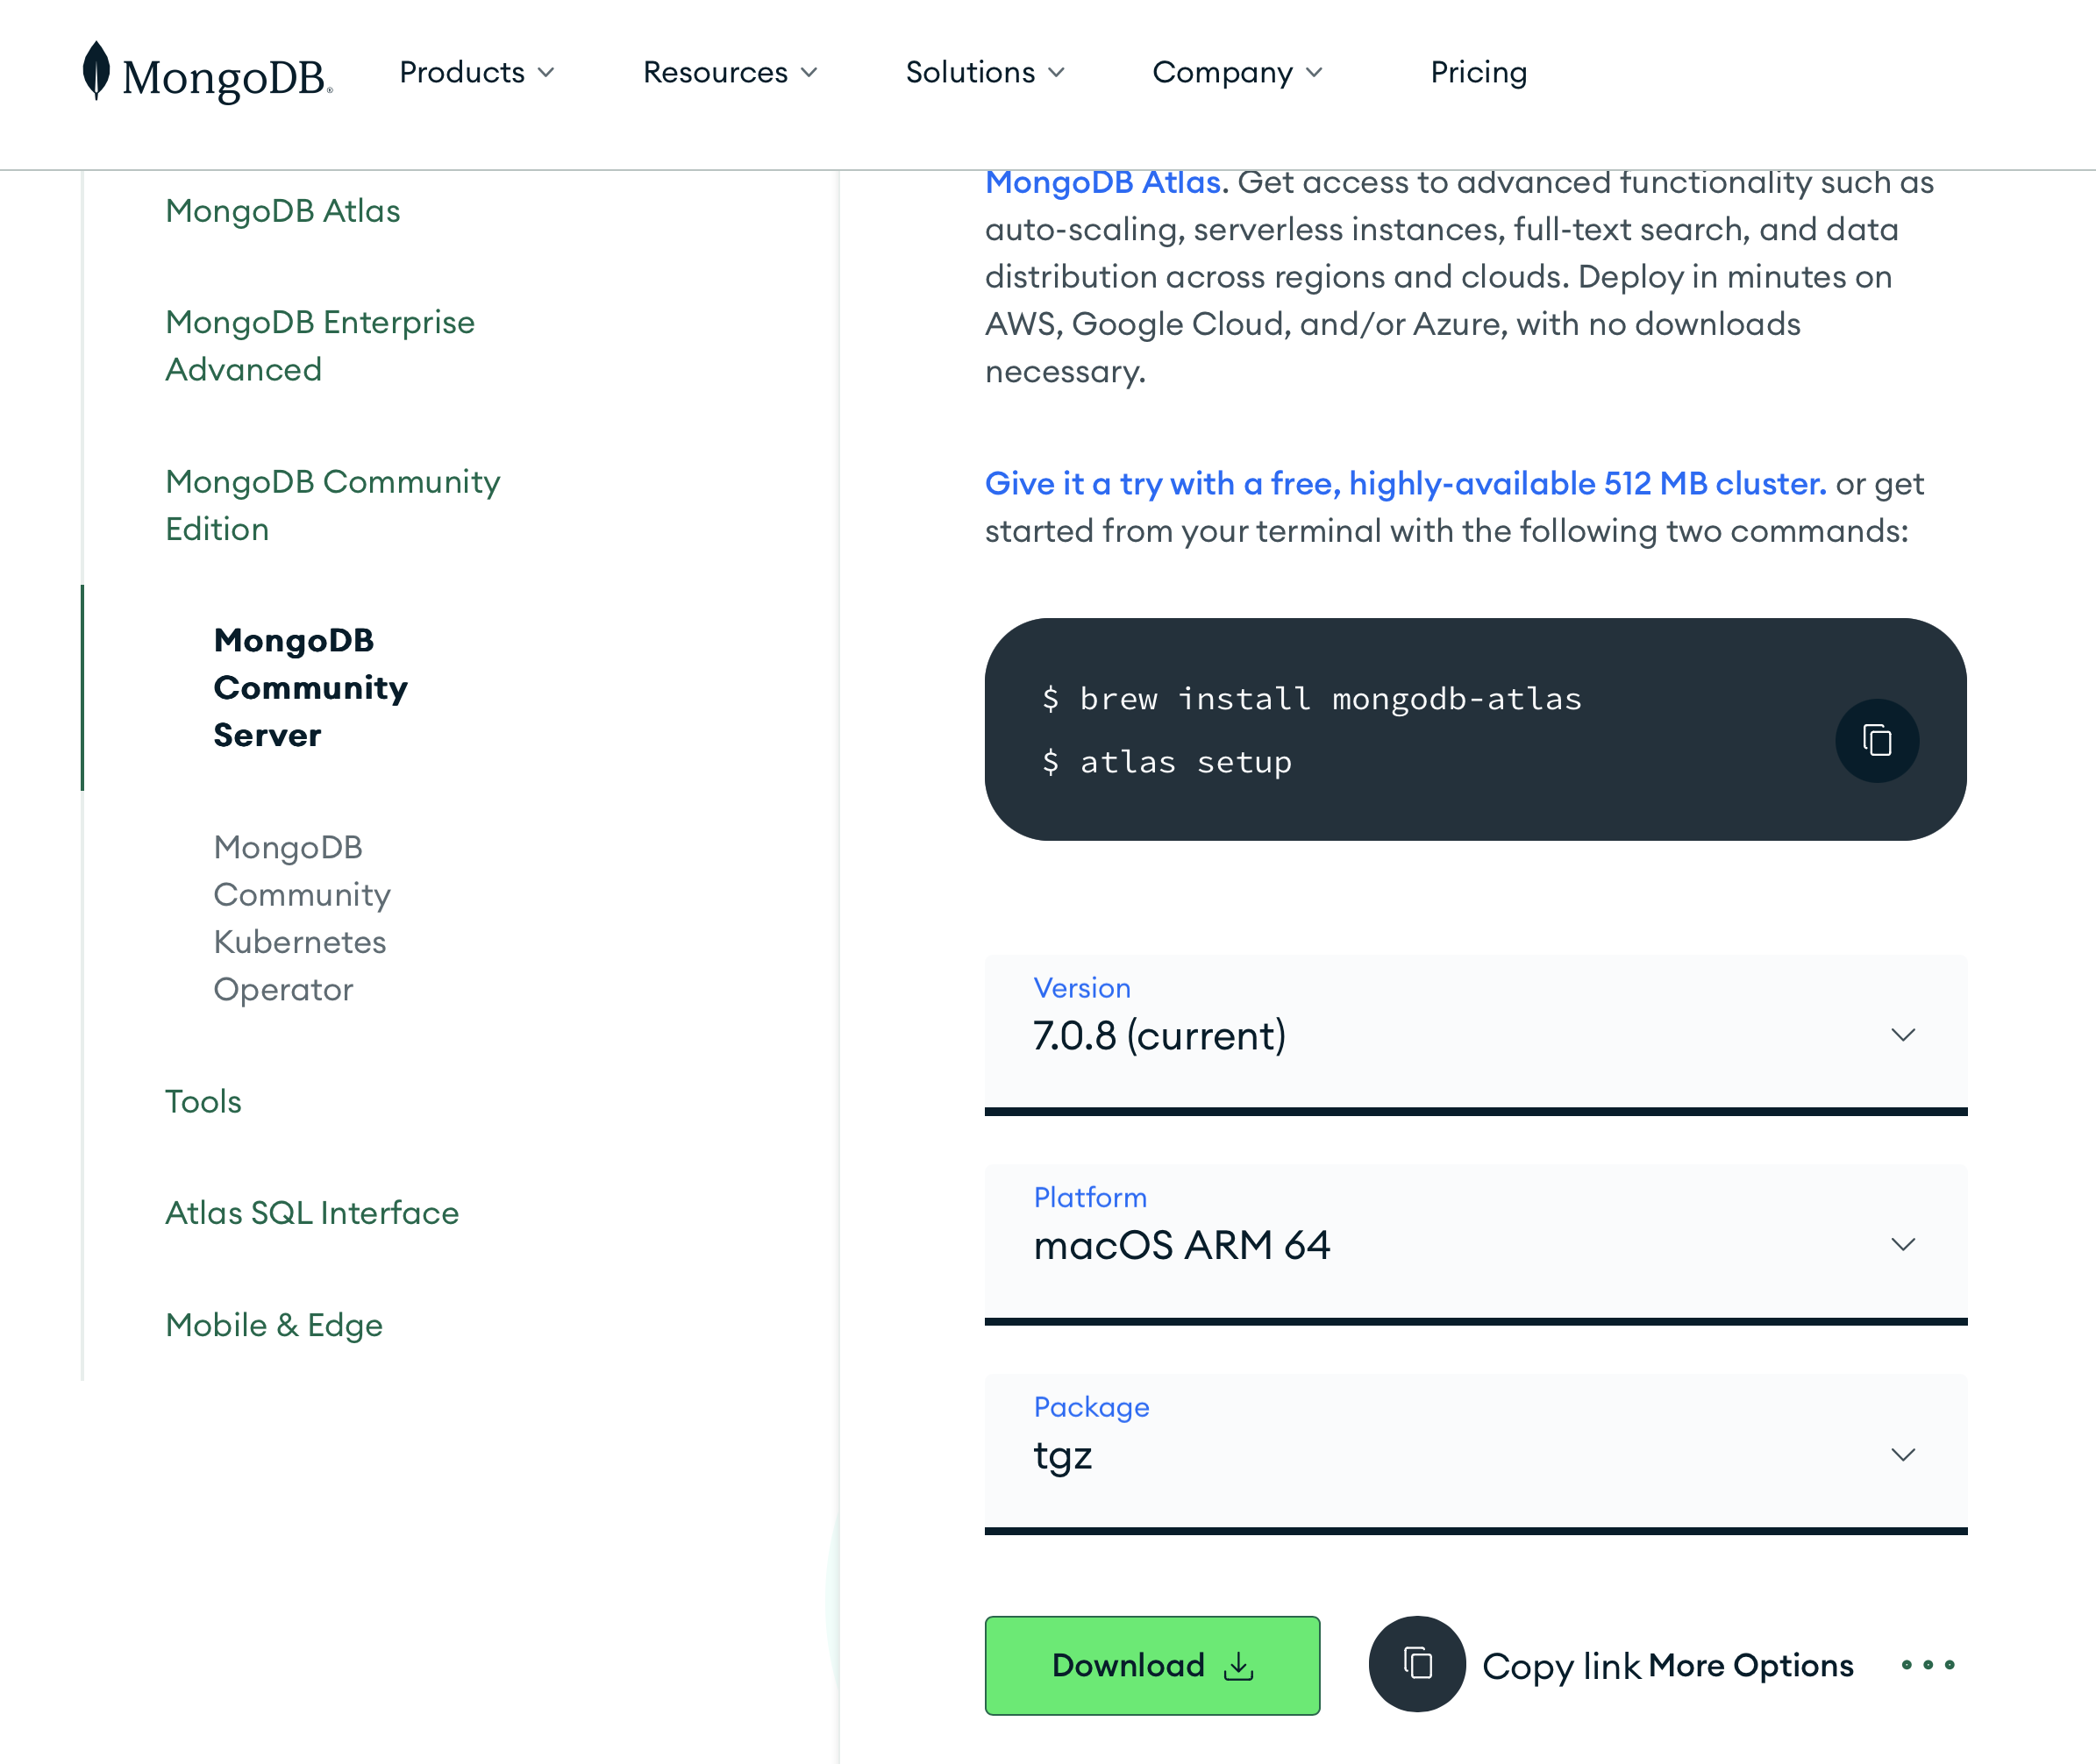 MongoDB®
Products
Resources
Solutions
Company
Pricing
MongoDB Atlas
MongoDB Enterprise
Advanced
MongoDB Community
Edition
MongoDB
Community
Server
MongoDB
Community
Kubernetes
Operator
Tools
Atlas SQL Interface
Mobile & Edge
MongoDB Atlas. Get access to advanced functionality such as
auto-scaling, serverless instances, full-text search, and data
distribution across regions and clouds. Deploy in minutes on
AWS, Google Cloud, and/or Azure, with no downloads
necessary.
Give it a try with a free, highly-available 512 MB cluster. or get
started from your terminal with the following two commands:
$ brew install mongodb-atlas
$ atlas setup
Version
7.0.8 (current)
Platform
macOS ARM 64
Package
tgz
Download
Copy link
More Options